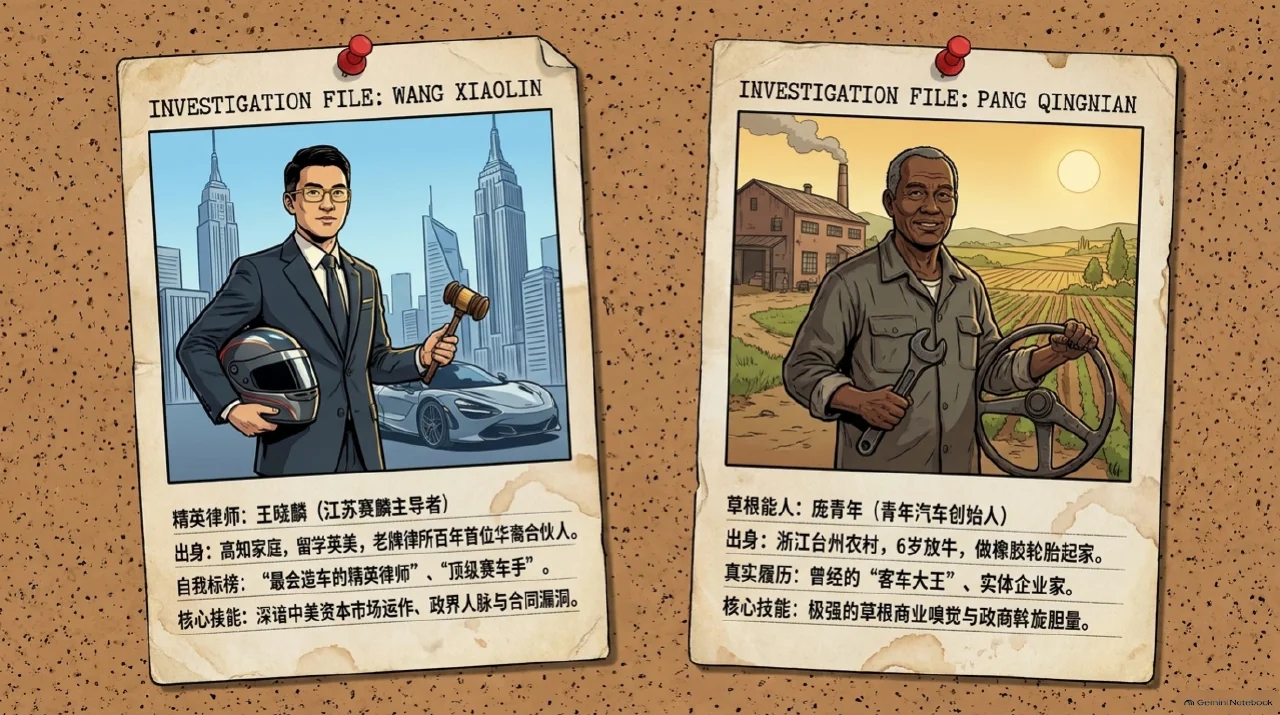 INVESTIGATION FILE: WANG XIAOLIN
精英律师：王晓麟（江苏赛麟主导者）
出身：高知家庭，留学英美，老牌律所百年首位华裔合伙人。
自我标榜：“最会造车的精英律师”、“顶级赛车手”。
核心技能：深谙中美资本市场运作、政界人脉与合同漏洞。
INVESTIGATION FILE: PANG QINGNIAN
草根能人：庞青年（青年汽车创始人）
出身：浙江台州农村，6岁放牛，做橡胶轮胎起家。
真实履历：曾经的“客车大王”、实体企业家。
核心技能：极强的草根商业嗅觉与政商斡旋胆量。
Gemini Notebook